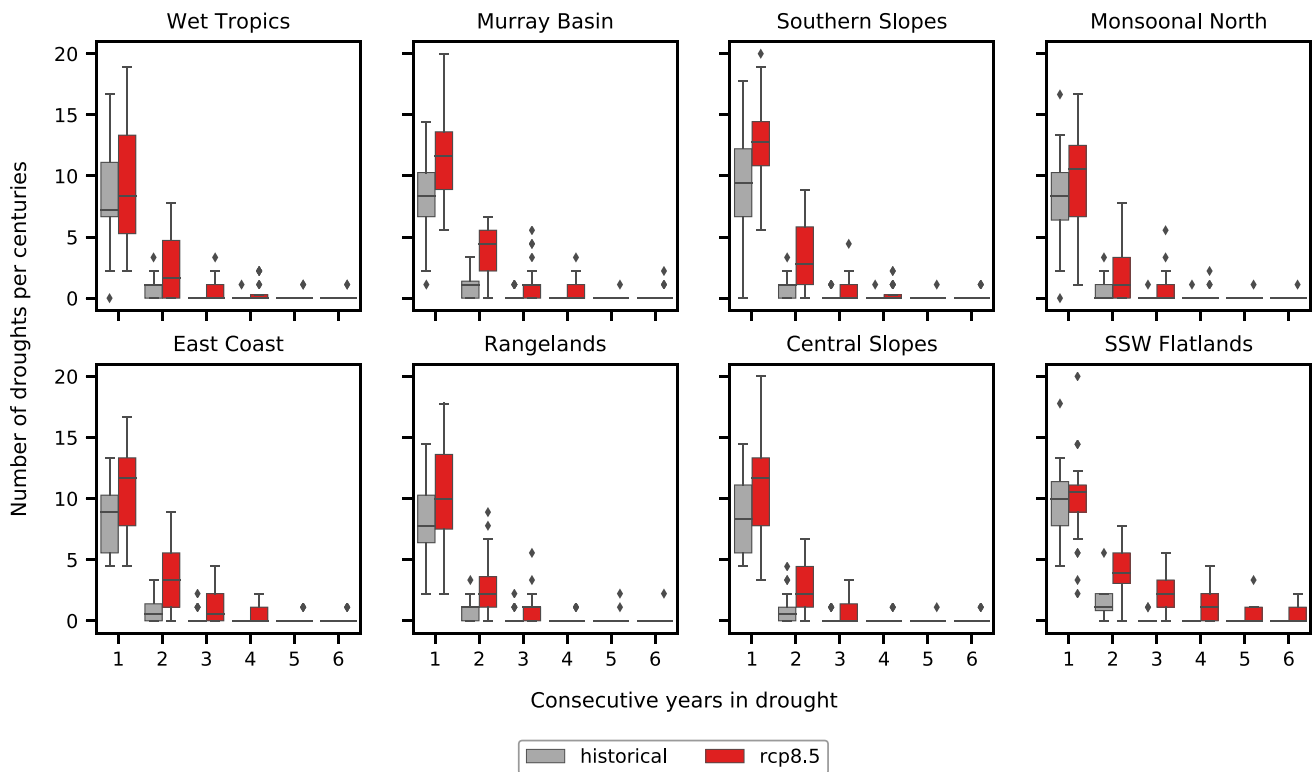 Wet Tropics
Murray Basin
Southern Slopes
Monsoonal North
20
15
10
5
0
East Coast
Rangelands
Central Slopes
SSW Flatlands
20
15
10
5
0
1 2 3 4 5 6
1 2 3 4 5 6
1 2 3 4 5 6
1 2 3 4 5 6
Number of droughts per centuries
Consecutive years in drought
historical
rcp8.5